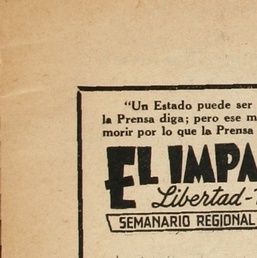 "Un Estado puede ser
la Prensa diga; pero ese m
morir por lo que la Prensa
EL IMPA
Libertad-
SEMANARIO REGIONAL